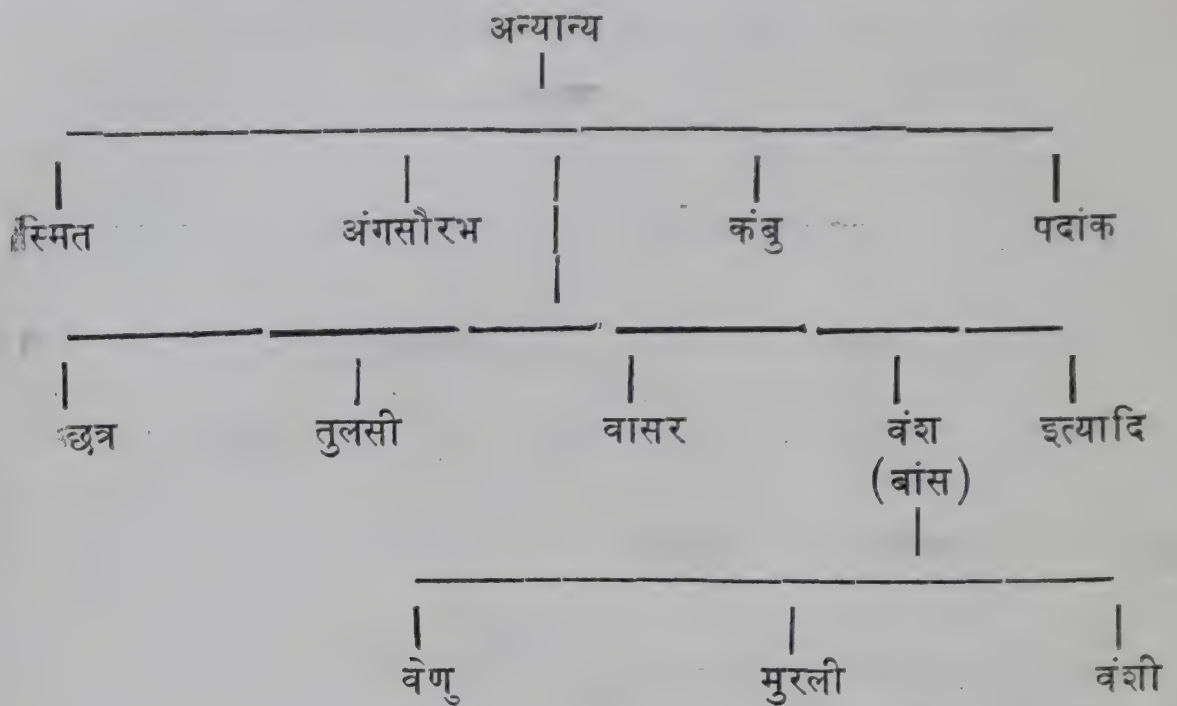 अन्यान्य
स्मित अंगसौरभ कंबु पदांक
छत्र तुलसी वासर वंश इत्यादि
(बांस)
वेणु मुरली वंशी